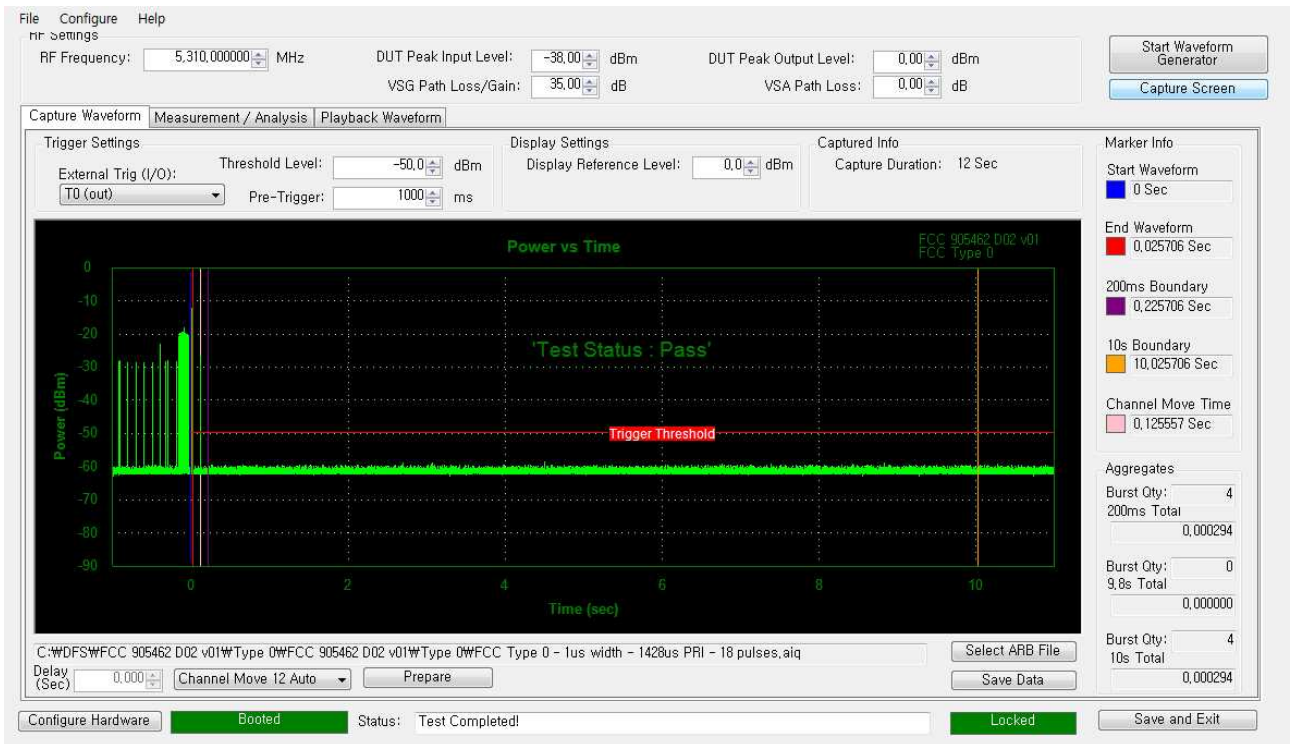 File Configure Help
RF Settings
RF Frequency: 5,310,000000 MHz
DUT Peak Input Level: -38,00 dBm
DUT Peak Output Level: 0,00 dBm
VSG Path Loss/Gain: 35,00 dB
VSA Path Loss: 0,00 dB
Start Waveform Generator
Capture Screen
Capture Waveform Measurement / Analysis Playback Waveform
Trigger Settings
External Trig (I/O):
T0 (out)
Threshold Level: -50,0 dBm
Pre-Trigger: 1000 ms
Display Settings
Display Reference Level: 0,0 dBm
Captured Info
Capture Duration: 12 Sec
Power vs Time
FCC 905462 D02 v01
FCC Type 0
0
-10
-20
-30
-40
-50
-60
-70
-80
-90
Power (dBm)
'Test Status : Pass'
Trigger Threshold
0 2 4 6 8 10
Time (sec)
Marker Info
Start Waveform
0 Sec
End Waveform
0,025706 Sec
200ms Boundary
0,225706 Sec
10s Boundary
10,025706 Sec
Channel Move Time
0,125557 Sec
Aggregates
Burst Qty: 4
200ms Total
0,000294
Burst Qty: 0
9,8s Total
0,000000
Burst Qty: 4
10s Total
0,000294
C:₩DFS₩FCC 905462 D02 v01₩Type 0₩FCC 905462 D02 v01₩Type 0₩FCC Type 0 - 1us width - 1428us PRI - 18 pulses,aiq
Select ARB File
Delay (Sec) 0,000 Channel Move 12 Auto Prepare
Save Data
Configure Hardware Booted Status: Test Completed! Locked Save and Exit